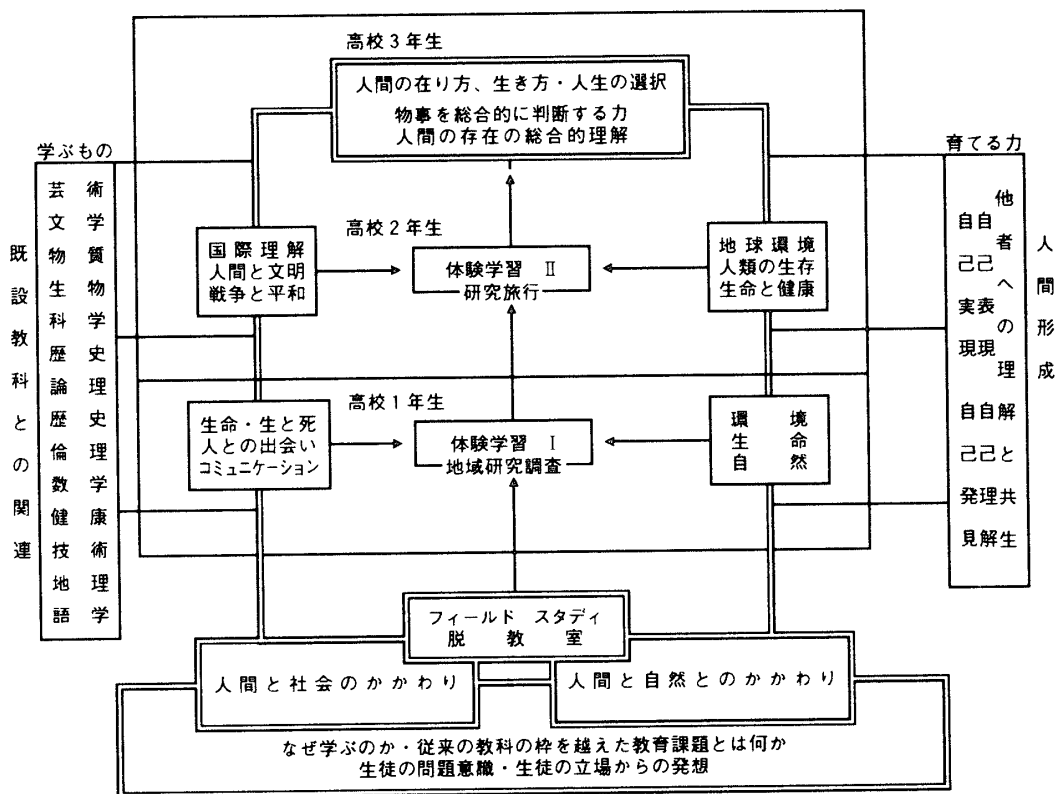 高校3年生
人間の在り方、生き方・人生の選択
物事を総合的に判断する力
人間の存在の総合的理解
学ぶもの
芸術
文学
物質
生物
科学
歴史
論理
歴史
倫理
数学
健康
技術
地理
語学
既設教科との関連
育てる力
他者への理解と共生
自己表現
自己理解
自己実現
自己発見
人間形成
高校2年生
国際理解
人間と文明
戦争と平和
体験学習 Ⅱ
研究旅行
地球環境
人類の生存
生命と健康
高校1年生
生命・生と死
人との出会い
コミュニケーション
体験学習 Ⅰ
地域研究調査
環境
生命
自然
フィールド スタディ
脱教室
人間と社会のかかわり
人間と自然とのかかわり
なぜ学ぶのか・従来の教科の枠を越えた教育課題とは何か
生徒の問題意識・生徒の立場からの発想